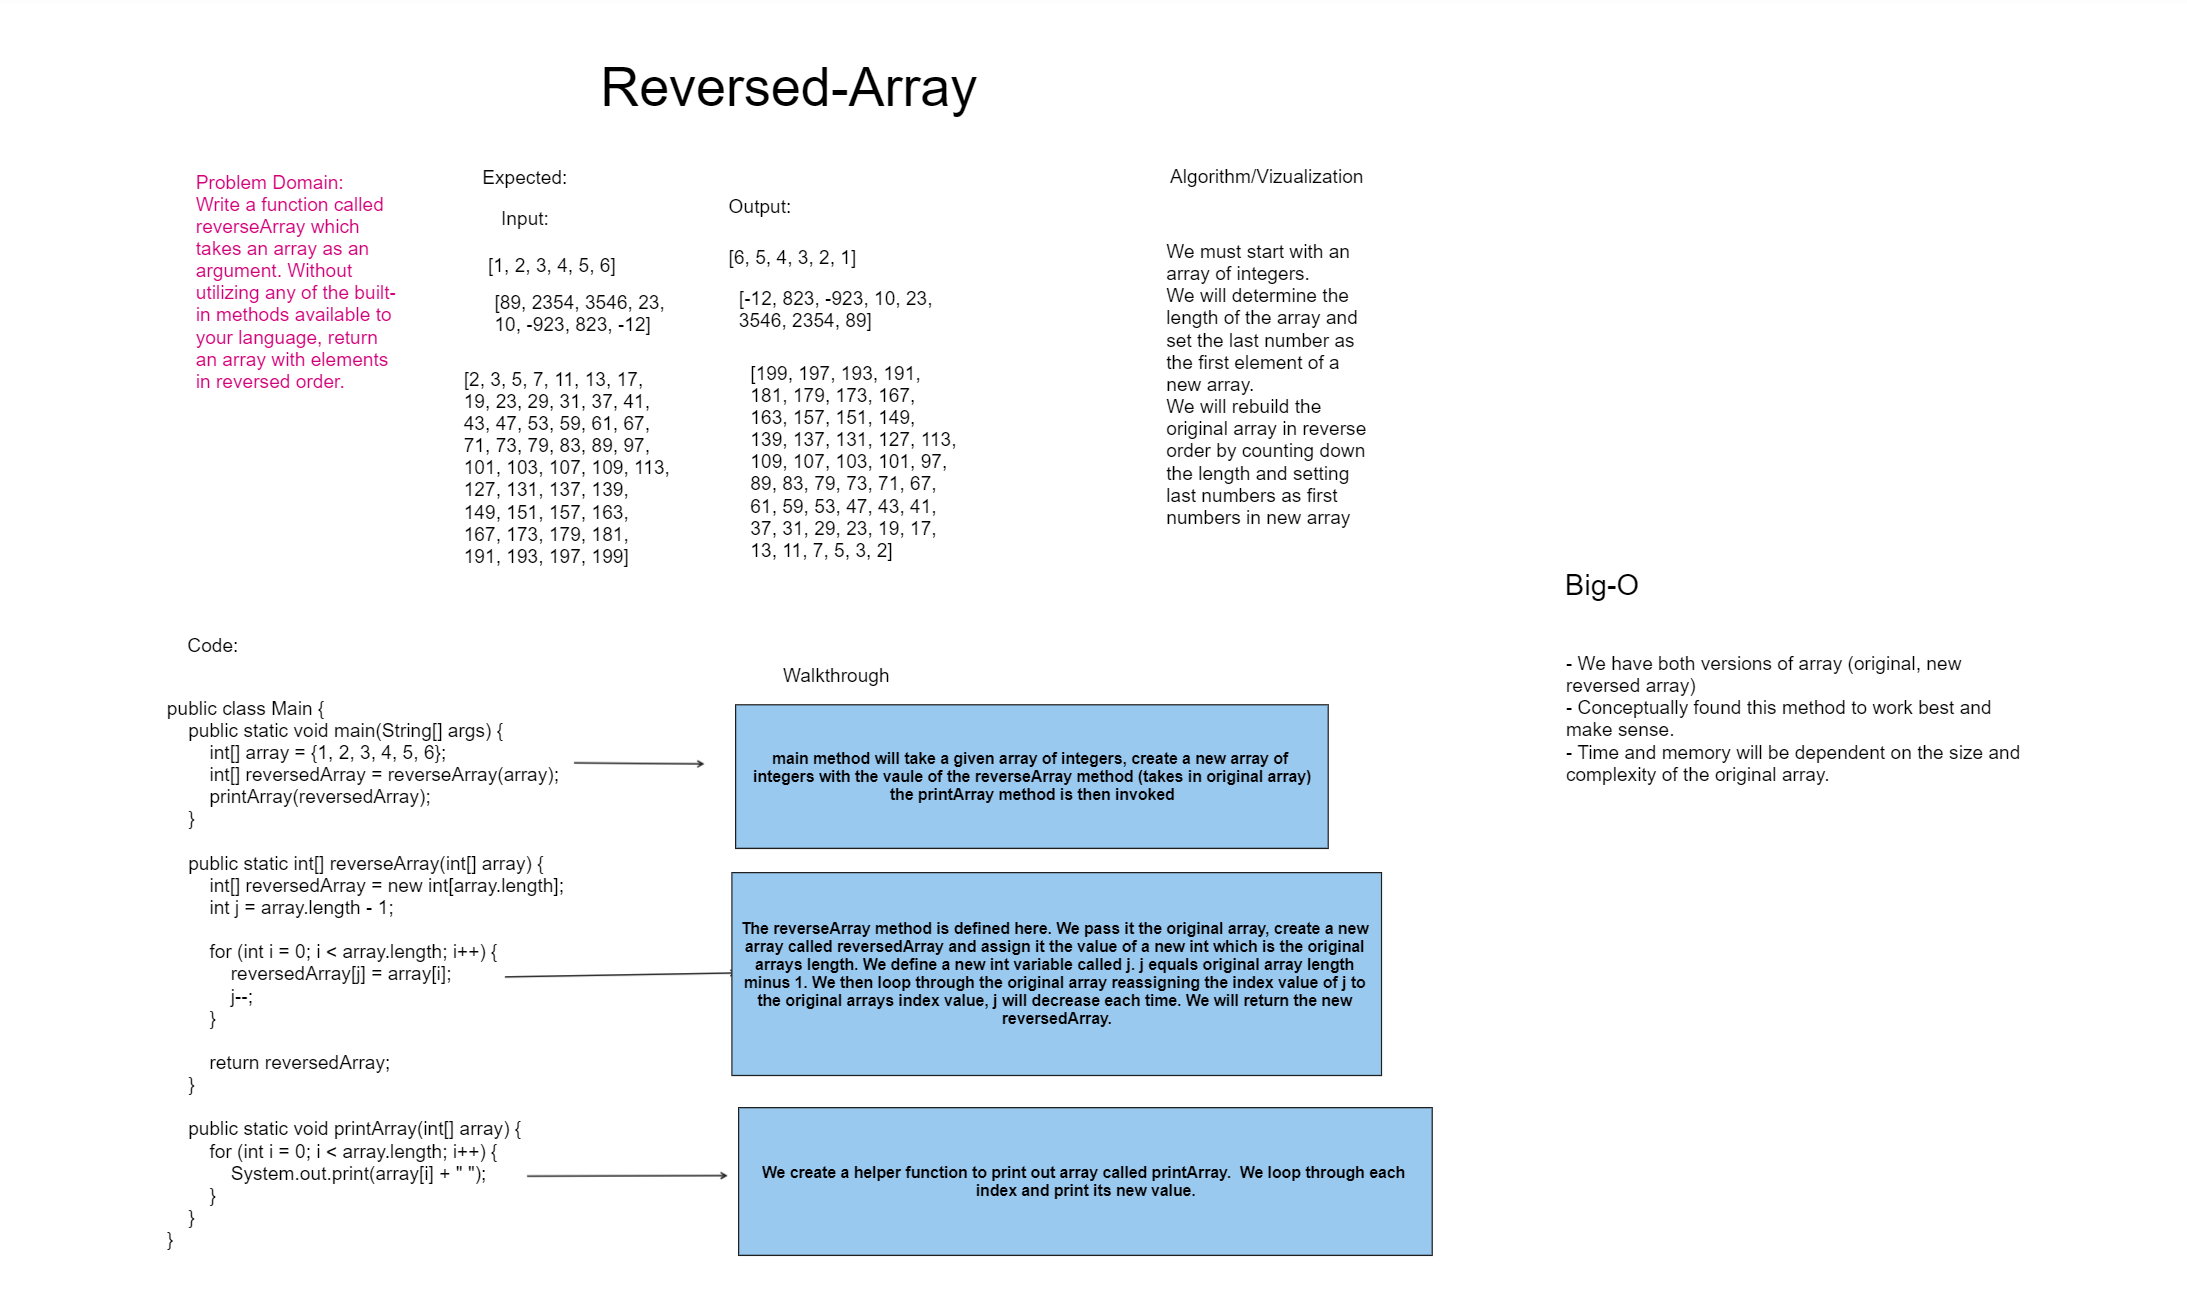 Reversed-Array
Problem Domain:
Write a function called
reverseArray which
takes an array as an
argument. Without
utilizing any of the built-
in methods available to
your language, return
an array with elements
in reversed order.
Expected:
Input:
[1, 2, 3, 4, 5, 6]
[89, 2354, 3546, 23,
10, -923, 823, -12]
[2, 3, 5, 7, 11, 13, 17,
19, 23, 29, 31, 37, 41,
43, 47, 53, 59, 61, 67,
71, 73, 79, 83, 89, 97,
101, 103, 107, 109, 113,
127, 131, 137, 139,
149, 151, 157, 163,
167, 173, 179, 181,
191, 193, 197, 199]
Output:
[6, 5, 4, 3, 2, 1]
[-12, 823, -923, 10, 23,
3546, 2354, 89]
[199, 197, 193, 191,
181, 179, 173, 167,
163, 157, 151, 149,
139, 137, 131, 127, 113,
109, 107, 103, 101, 97,
89, 83, 79, 73, 71, 67,
61, 59, 53, 47, 43, 41,
37, 31, 29, 23, 19, 17,
13, 11, 7, 5, 3, 2]
Algorithm/Vizualization
We must start with an
array of integers.
We will determine the
length of the array and
set the last number as
the first element of a
new array.
We will rebuild the
original array in reverse
order by counting down
the length and setting
last numbers as first
numbers in new array
Big-O
- We have both versions of array (original, new
reversed array)
- Conceptually found this method to work best and
make sense.
- Time and memory will be dependent on the size and
complexity of the original array.
Code:
public class Main {
public static void main(String[] args) {
int[] array = {1, 2, 3, 4, 5, 6};
int[] reversedArray = reverseArray(array);
printArray(reversedArray);
}
public static int[] reverseArray(int[] array) {
int[] reversedArray = new int[array.length];
int j = array.length - 1;
for (int i = 0; i < array.length; i++) {
reversedArray[j] = array[i];
j--;
}
return reversedArray;
}
public static void printArray(int[] array) {
for (int i = 0; i < array.length; i++) {
System.out.print(array[i] + " ");
}
}
}
Walkthrough
main method will take a given array of integers, create a new array of
integers with the vaule of the reverseArray method (takes in original array)
the printArray method is then invoked
The reverseArray method is defined here. We pass it the original array, create a new
array called reversedArray and assign it the value of a new int which is the original
arrays length. We define a new int variable called j. j equals original array length
minus 1. We then loop through the original array reassigning the index value of j to
the original arrays index value, j will decrease each time. We will return the new
reversedArray.
We create a helper function to print out array called printArray.  We loop through each
index and print its new value.